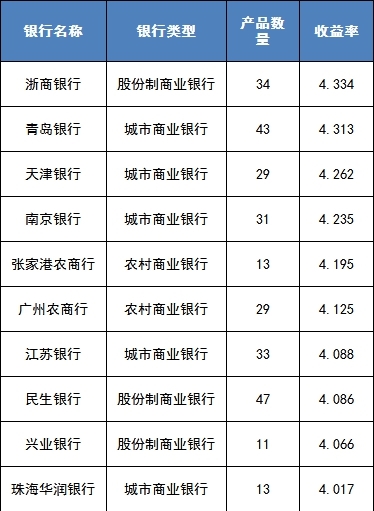 银行名称 银行类型 产品数量 收益率
浙商银行 股份制商业银行 34 4.334
青岛银行 城市商业银行 43 4.313
天津银行 城市商业银行 29 4.262
南京银行 城市商业银行 31 4.235
张家港农商行 农村商业银行 13 4.195
广州农商行 农村商业银行 29 4.125
江苏银行 城市商业银行 33 4.088
民生银行 股份制商业银行 47 4.086
兴业银行 股份制商业银行 11 4.066
珠海华润银行 城市商业银行 13 4.017